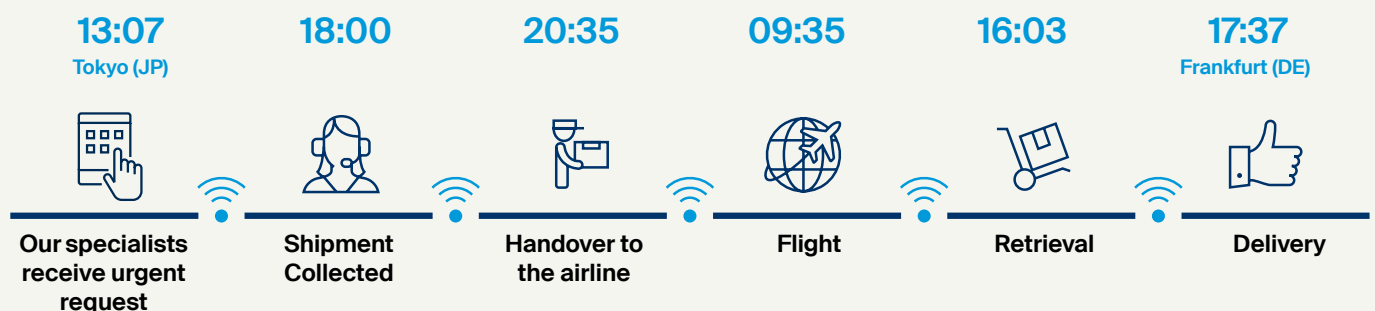 13:07
Tokyo (JP)
18:00
20:35
09:35
16:03
17:37
Frankfurt (DE)
Our specialists
receive urgent
request
Shipment
Collected
Handover to
the airline
Flight
Retrieval
Delivery